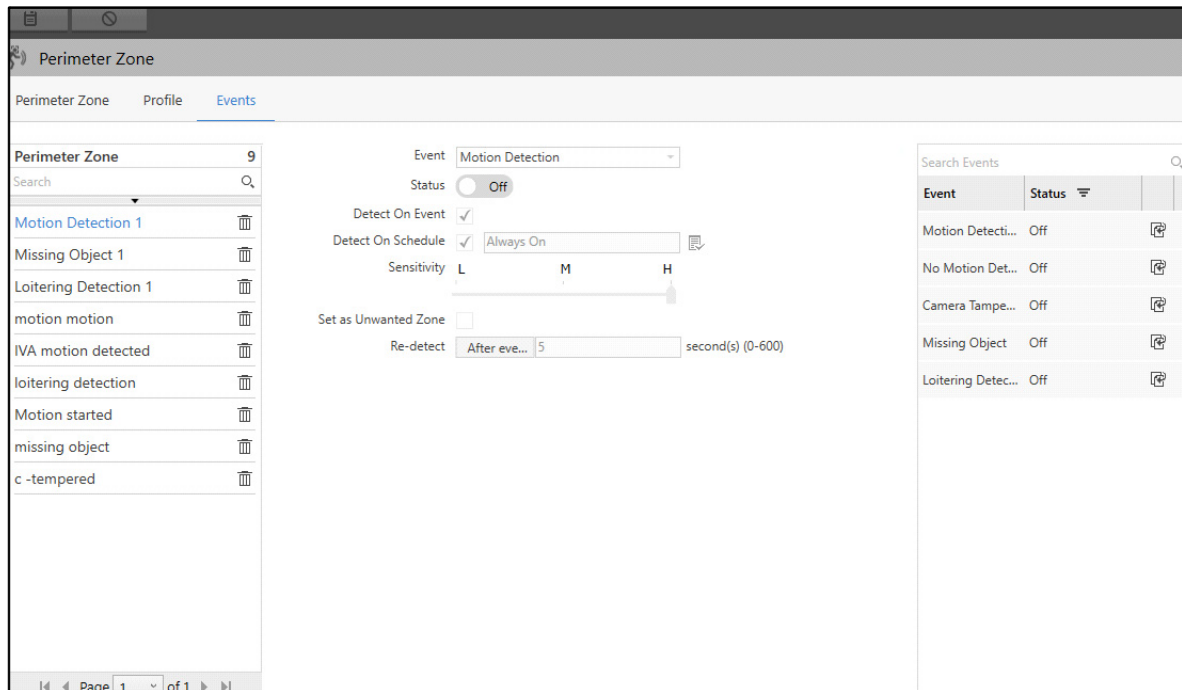 Perimeter Zone
Perimeter Zone Profile Events
Perimeter Zone 9
Search
Motion Detection 1
Missing Object 1
Loitering Detection 1
motion motion
IVA motion detected
loitering detection
Motion started
missing object
c -tempered
Page 1 of 1
Event Motion Detection
Status Off
Detect On Event
Detect On Schedule Always On
Sensitivity L M H
Set as Unwanted Zone
Re-detect After eve... 5 second(s) (0-600)
Search Events
Event Status
Motion Detecti... Off
No Motion Det... Off
Camera Tampe... Off
Missing Object Off
Loitering Detec... Off